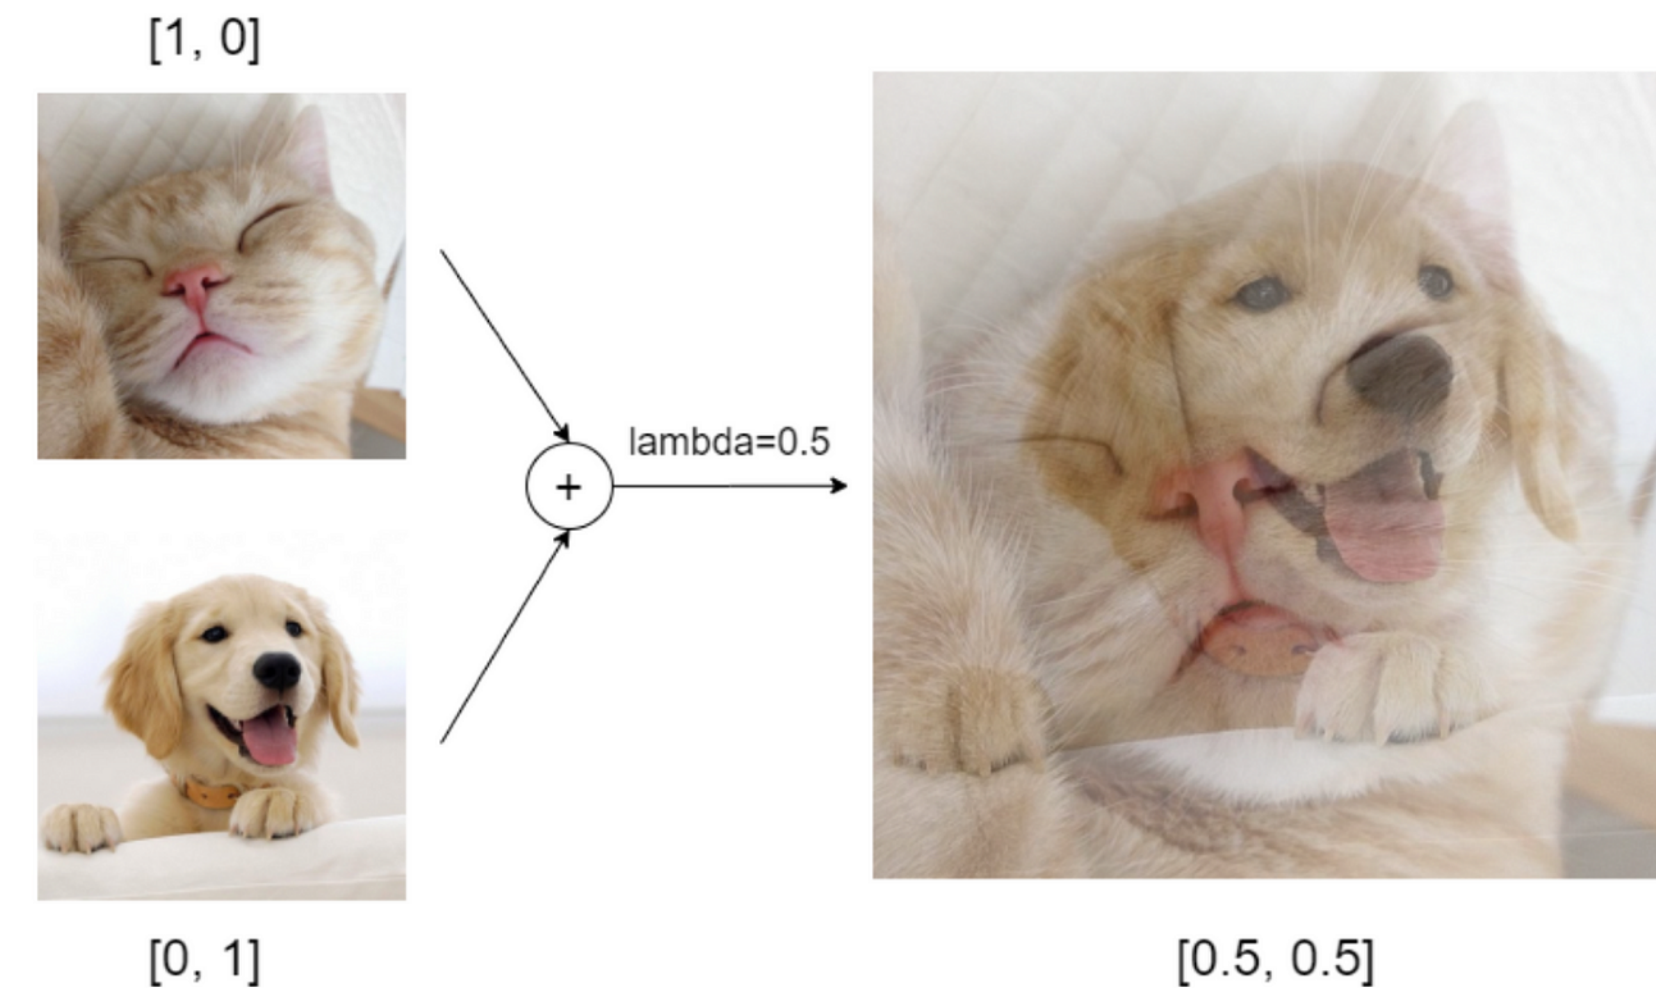 [1, 0]
+
lambda=0.5
[0, 1]
[0.5, 0.5]